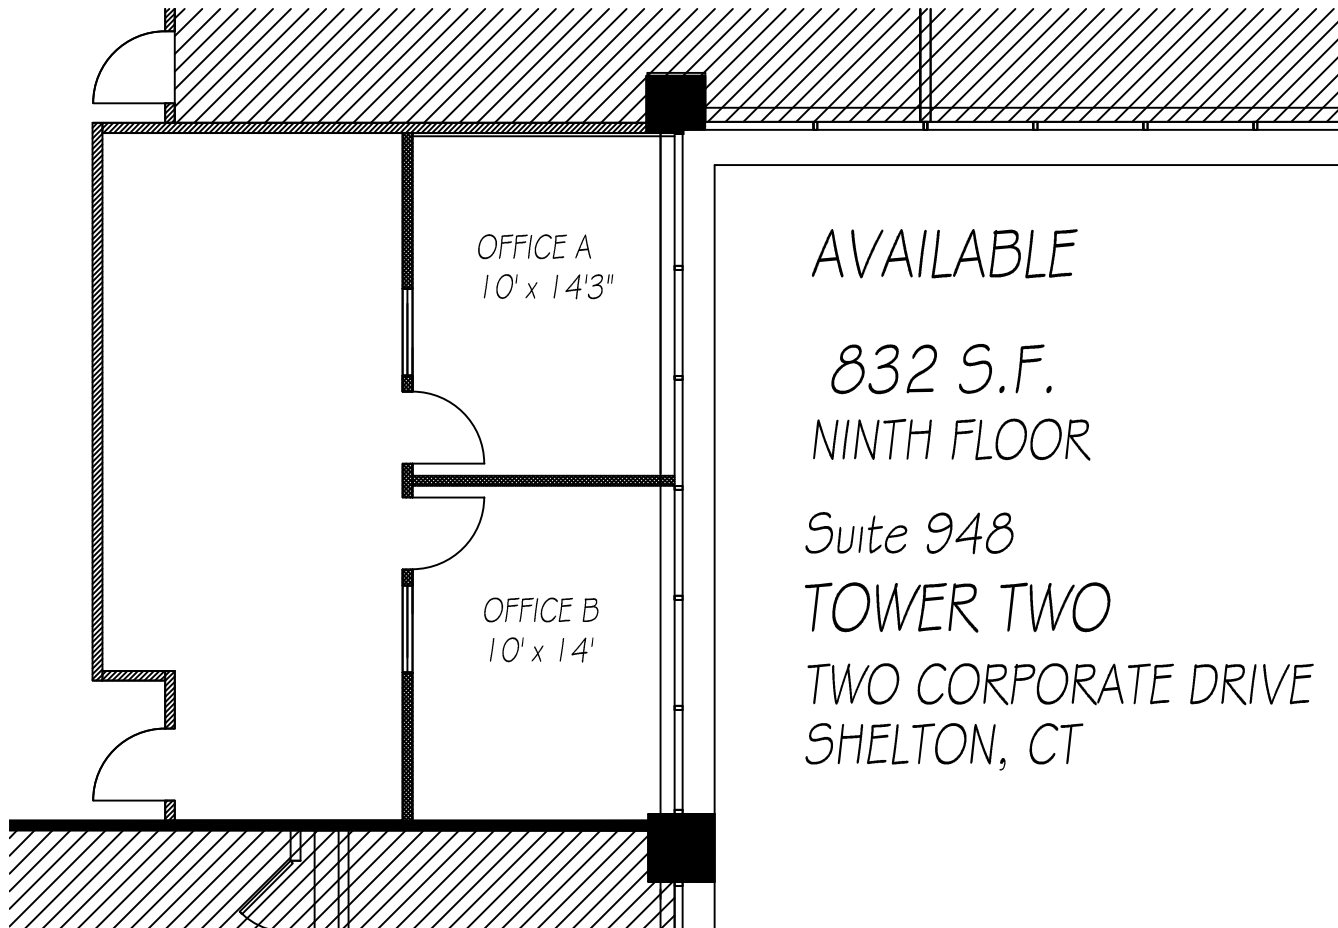 OFFICE A
10' x 14'3"
OFFICE B
10' x 14'
AVAILABLE
832 S.F.
NINTH FLOOR
Suite 948
TOWER TWO
TWO CORPORATE DRIVE
SHELTON, CT